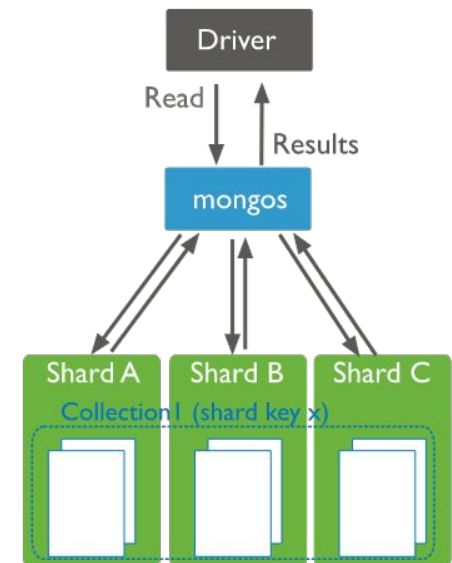 Driver
Read
Results
mongos
Shard A
Shard B
Shard C
Collection1 (shard key x)